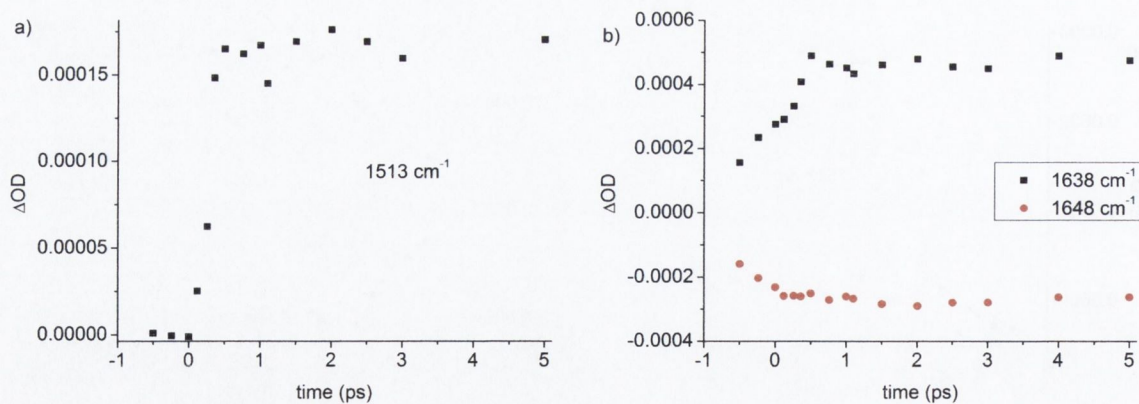 a)
0.00015
0.00010
0.00005
0.00000
ΔOD
1513 cm⁻¹
-1 0 1 2 3 4 5
time (ps)
b)
0.0006
0.0004
0.0002
0.0000
-0.0002
-0.0004
ΔOD
1638 cm⁻¹
1648 cm⁻¹
-1 0 1 2 3 4 5
time (ps)